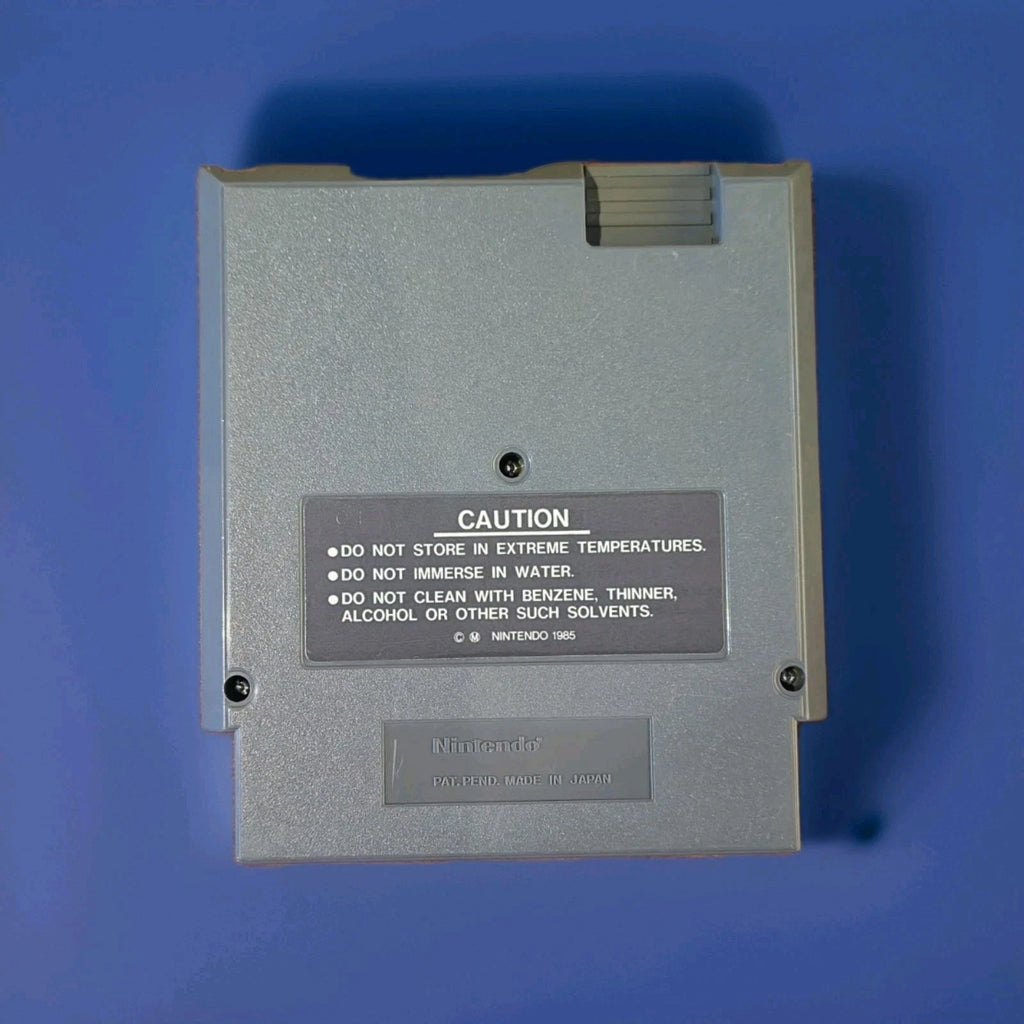 CAUTION
●DO NOT STORE IN EXTREME TEMPERATURES.
●DO NOT IMMERSE IN WATER.
●DO NOT CLEAN WITH BENZENE, THINNER,
ALCOHOL OR OTHER SUCH SOLVENTS.
© Ⓜ NINTENDO 1985
Nintendo®
PAT. PEND. MADE IN JAPAN